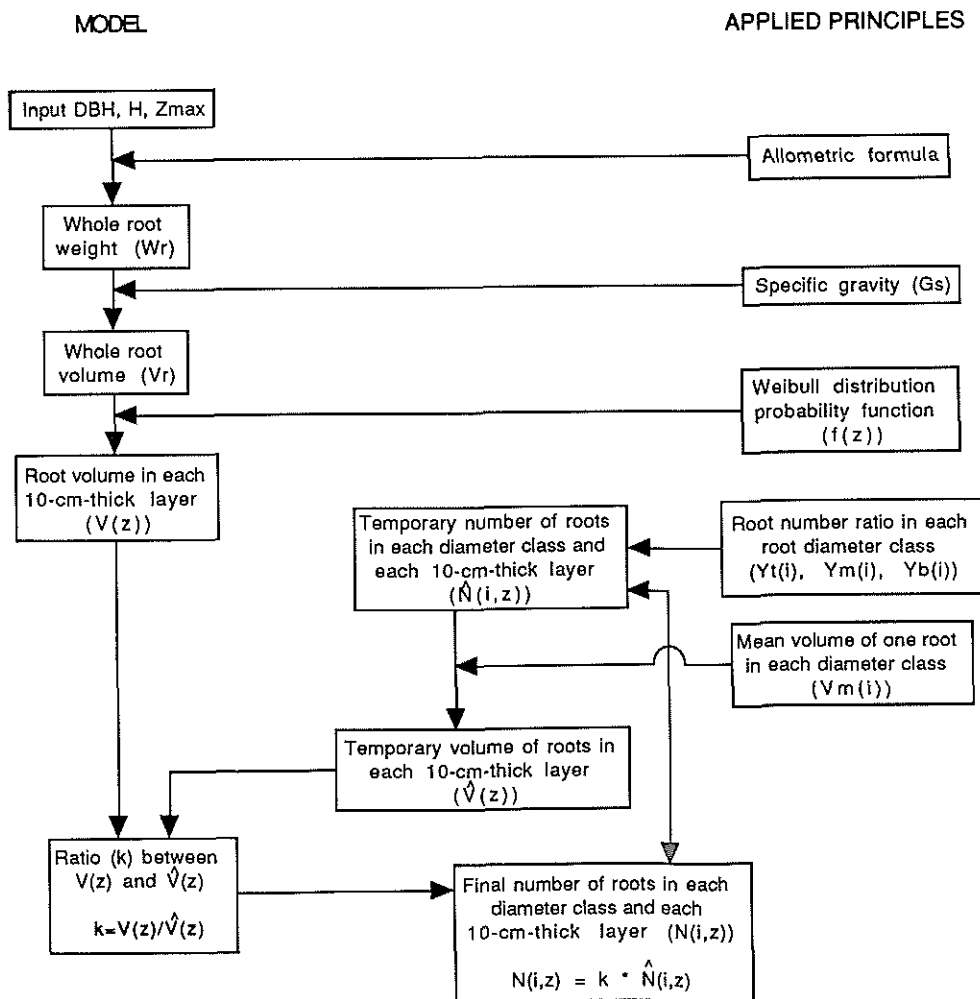 MODEL
APPLIED PRINCIPLES
Input DBH, H, Zmax
Allometric formula
Whole root
weight (Wr)
Specific gravity (Gs)
Whole root
volume (Vr)
Weibull distribution
probability function
(f(z))
Root volume in each
10-cm-thick layer
(V(z))
Temporary number of roots
in each diameter class and
each 10-cm-thick layer
(N̂(i,z))
Root number ratio in each
root diameter class
(Yt(i), Ym(i), Yb(i))
Mean volume of one root
in each diameter class
(Vm(i))
Temporary volume of roots in
each 10-cm-thick layer
(V̂(z))
Ratio (k) between
V(z) and V̂(z)
k=V(z)/V̂(z)
Final number of roots in each
diameter class and each
10-cm-thick layer (N(i,z))
N(i,z) = k * N̂(i,z)